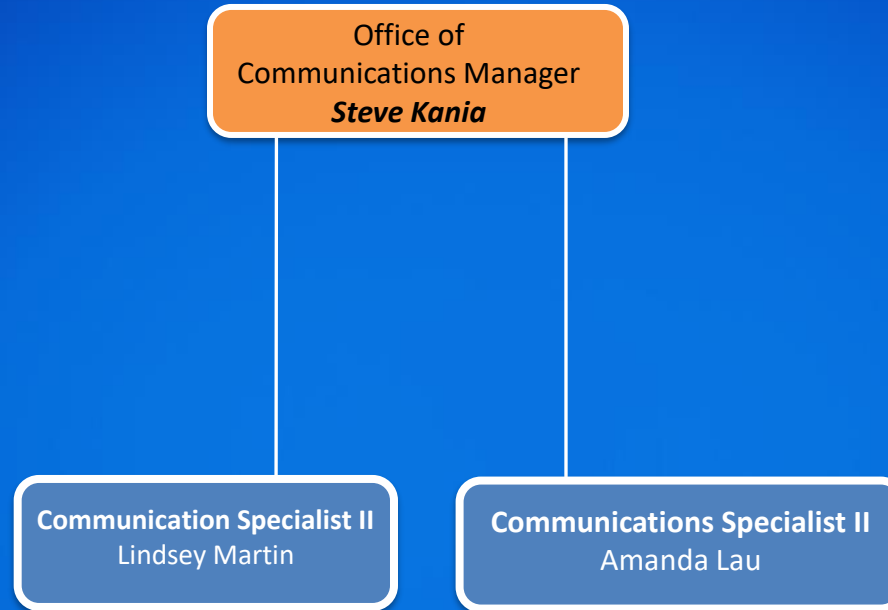 Office of
Communications Manager
Steve Kania
Communication Specialist II
Lindsey Martin
Communications Specialist II
Amanda Lau